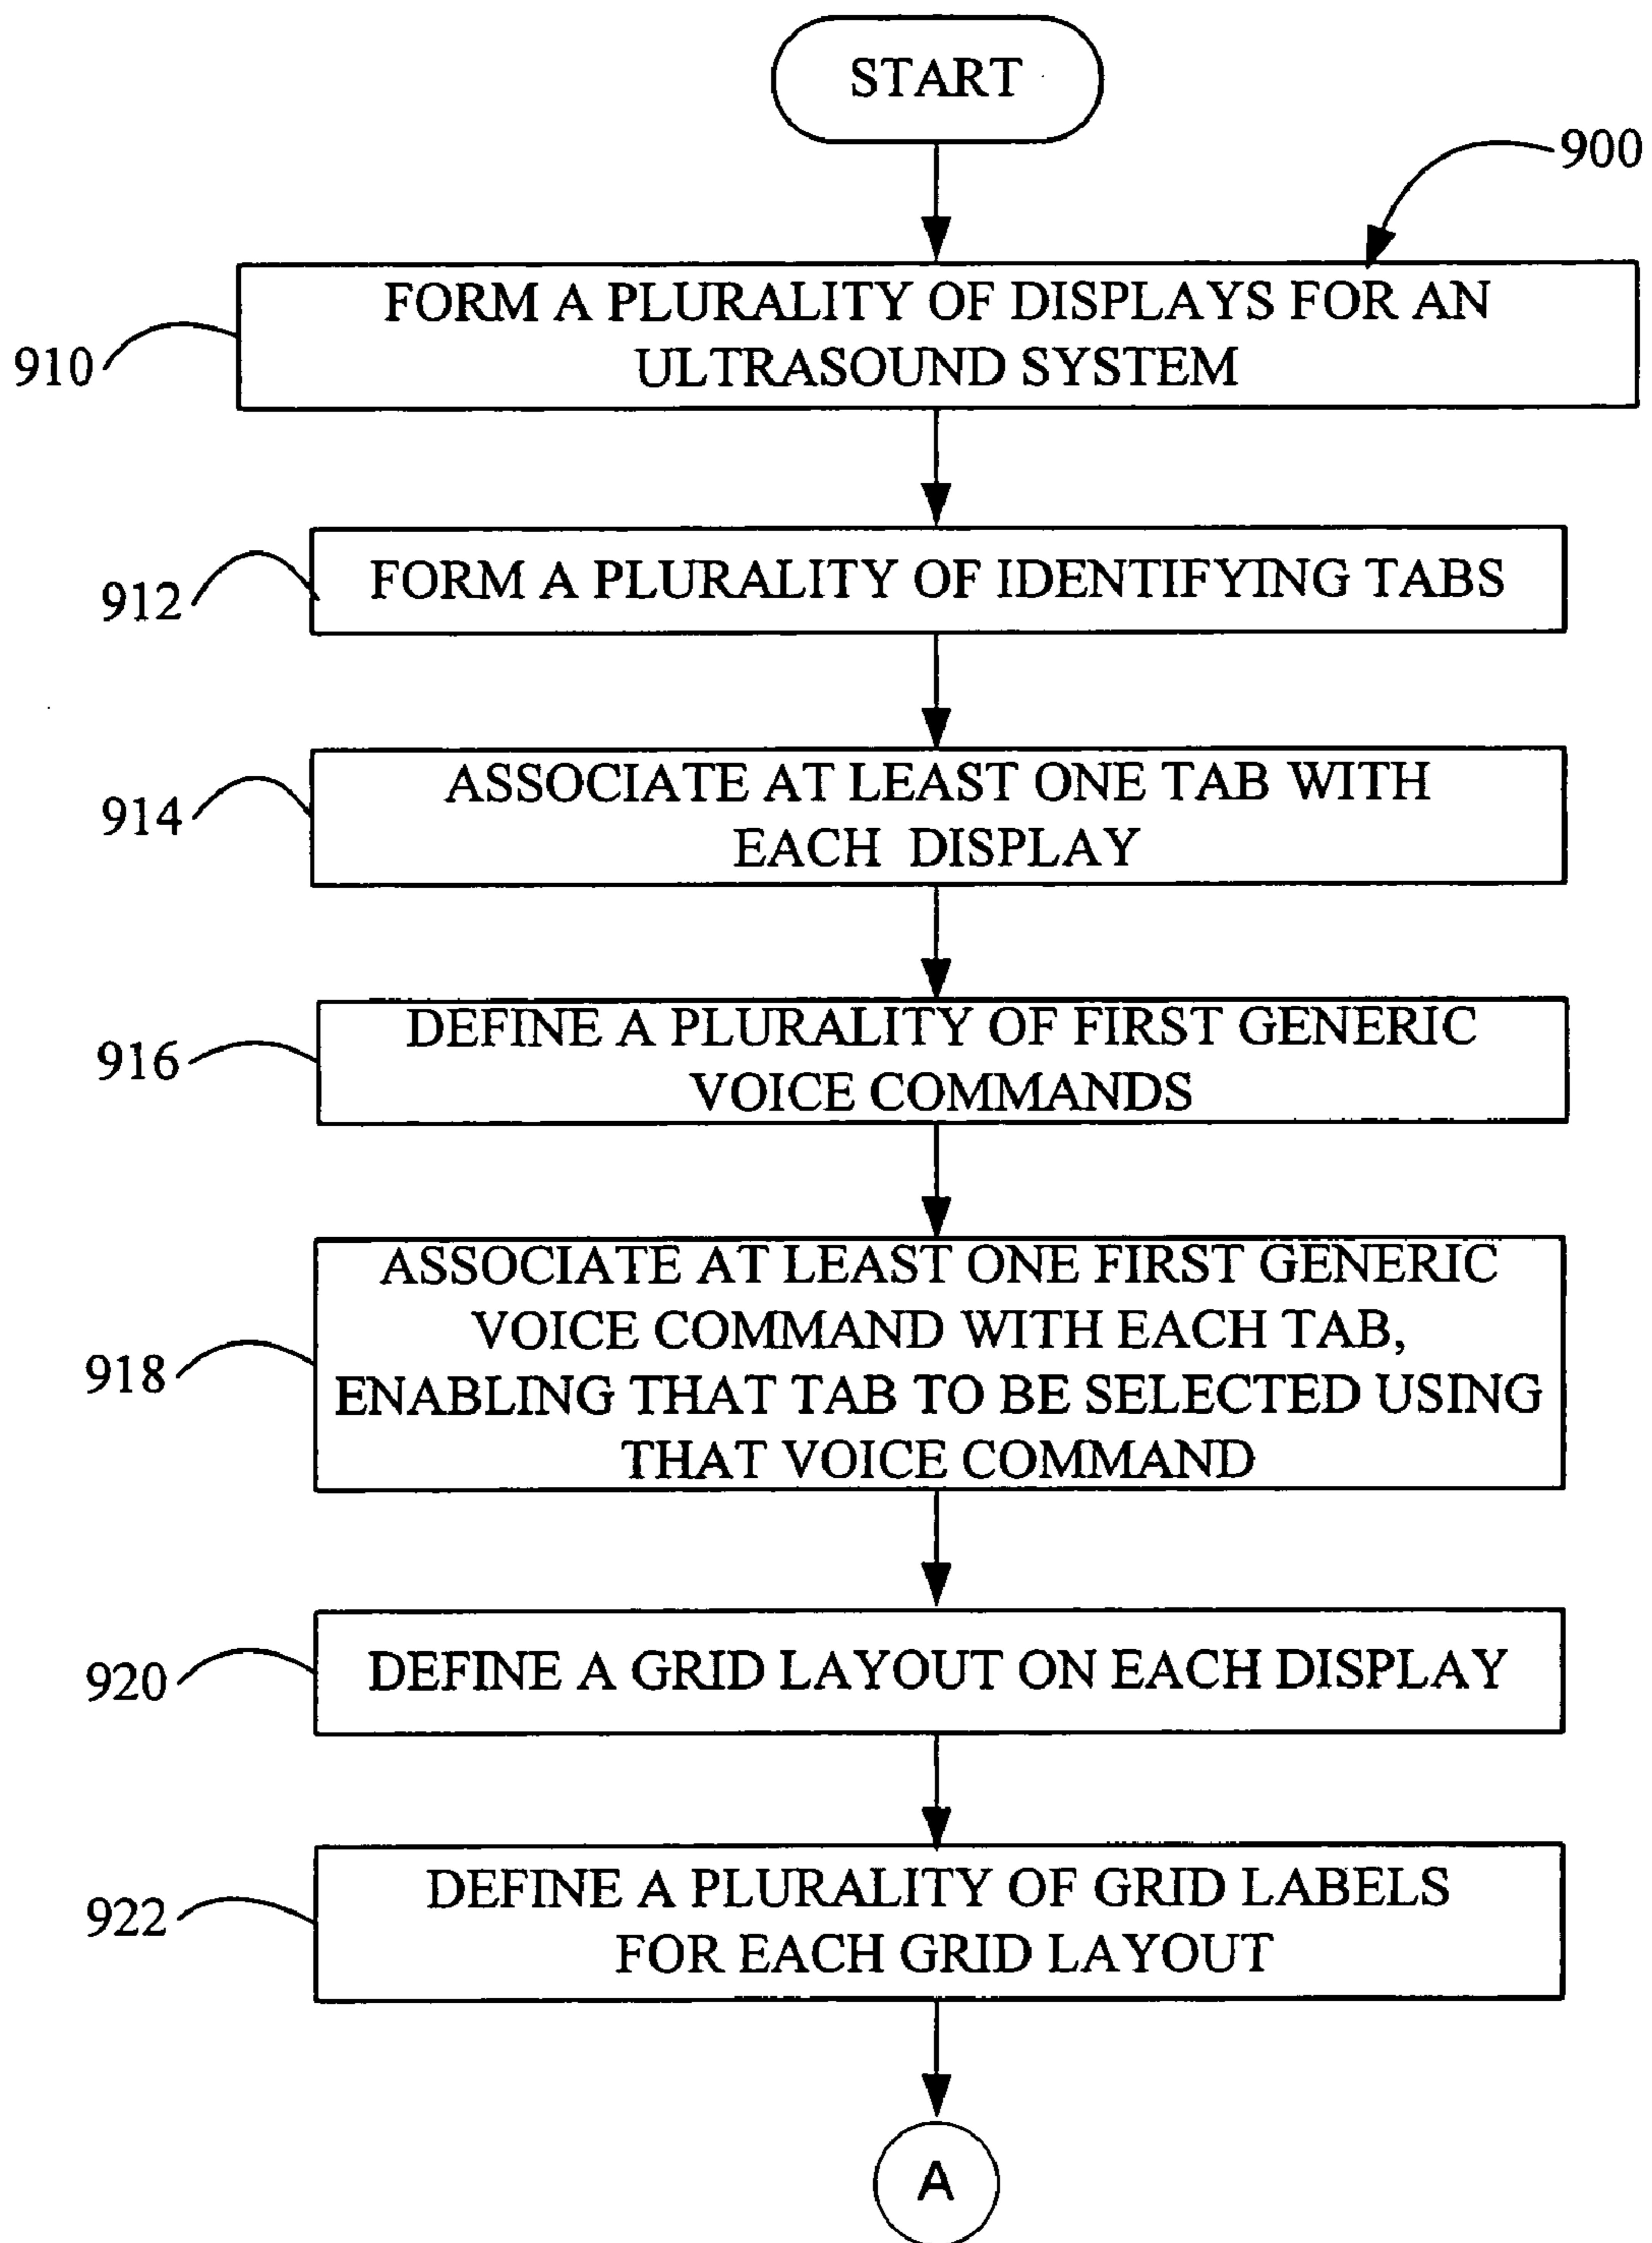 START
900
FORM A PLURALITY OF DISPLAYS FOR AN
ULTRASOUND SYSTEM
910
FORM A PLURALITY OF IDENTIFYING TABS
912
ASSOCIATE AT LEAST ONE TAB WITH
EACH DISPLAY
914
DEFINE A PLURALITY OF FIRST GENERIC
VOICE COMMANDS
916
ASSOCIATE AT LEAST ONE FIRST GENERIC
VOICE COMMAND WITH EACH TAB,
ENABLING THAT TAB TO BE SELECTED USING
THAT VOICE COMMAND
918
DEFINE A GRID LAYOUT ON EACH DISPLAY
920
DEFINE A PLURALITY OF GRID LABELS
FOR EACH GRID LAYOUT
922
A